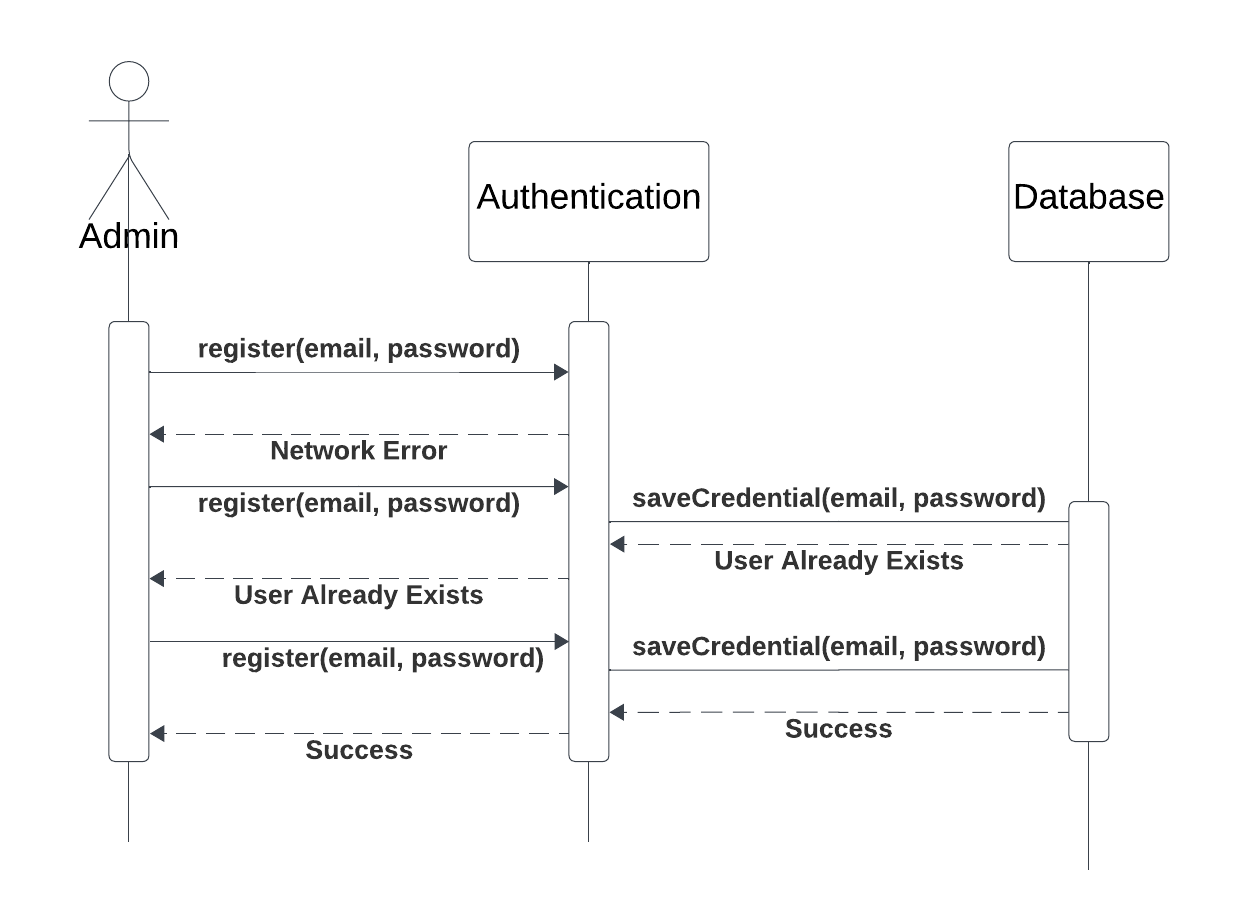 Admin
Authentication
Database
register(email, password)
Network Error
register(email, password)
saveCredential(email, password)
User Already Exists
User Already Exists
register(email, password)
saveCredential(email, password)
Success
Success